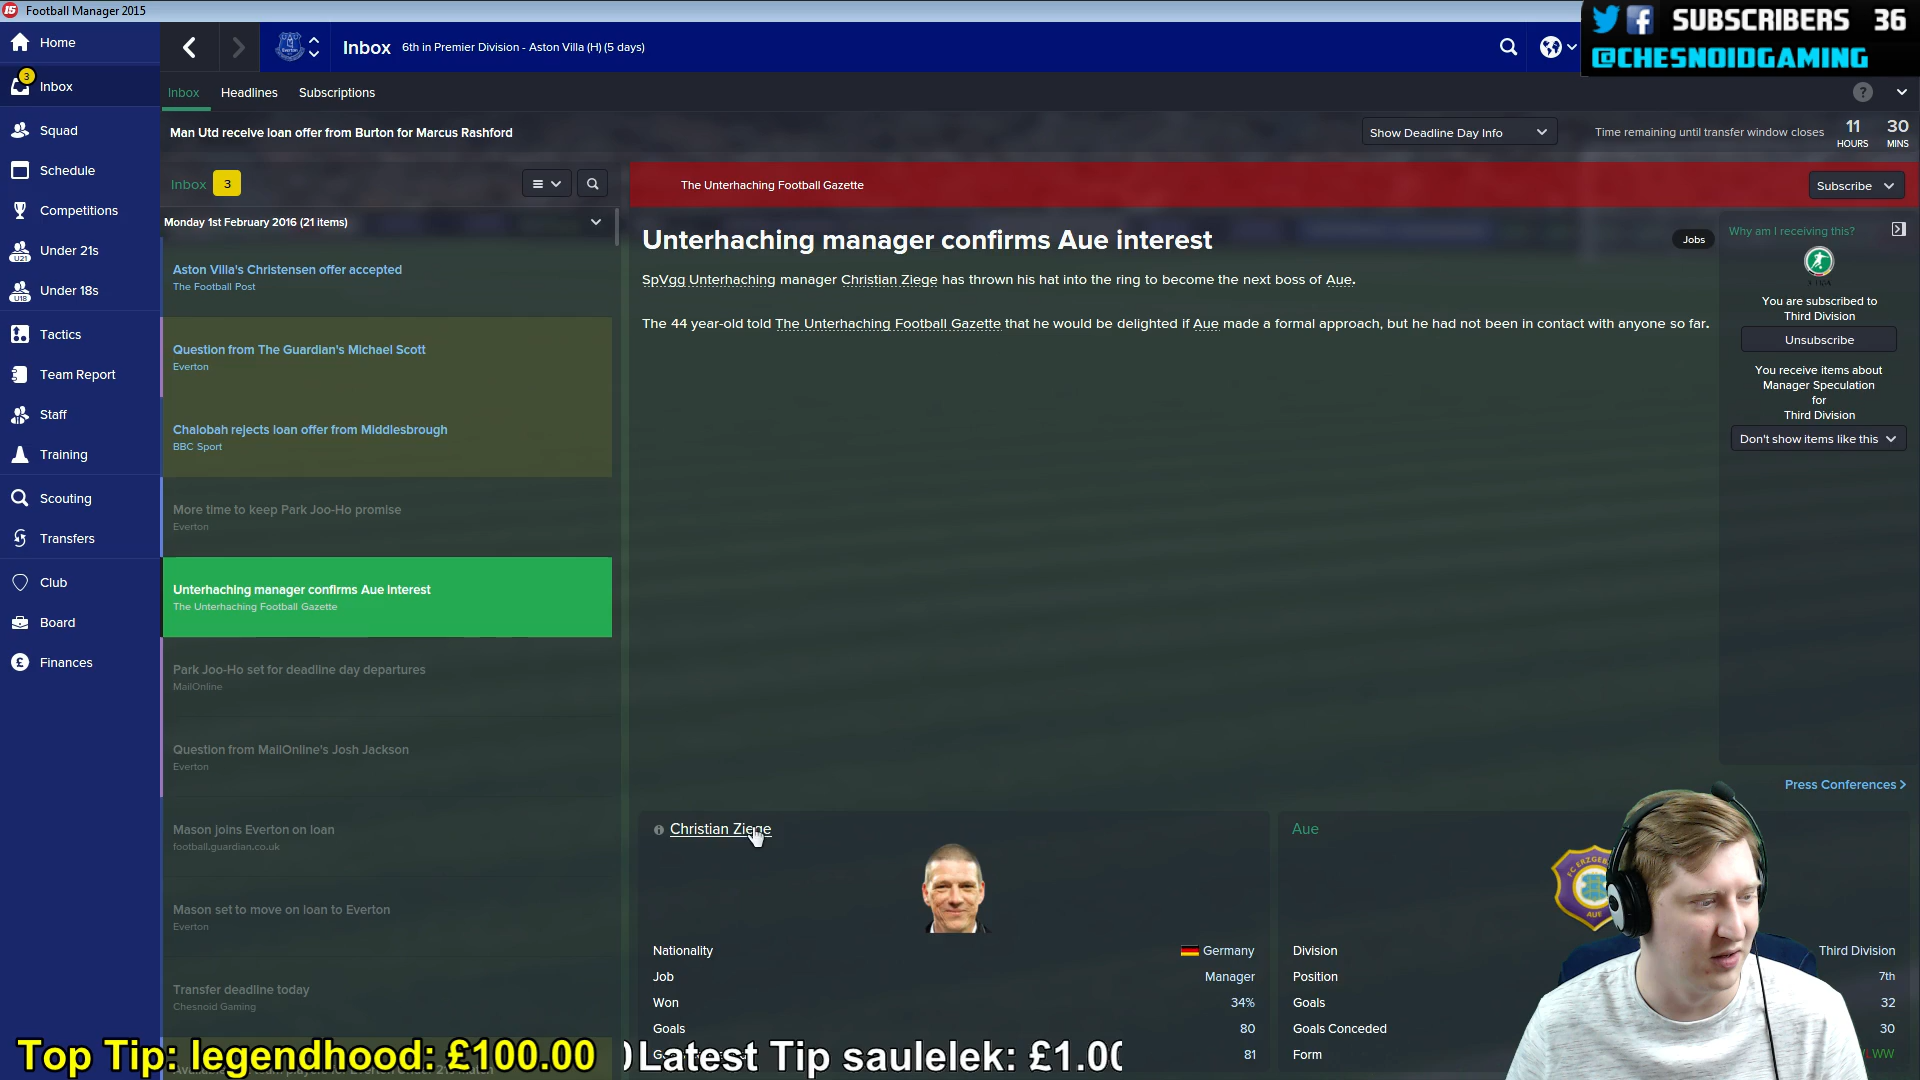 Football Manager 2015
SUBSCRIBERS 36
@CHESNOIDGAMING
Home
3
Inbox
Squad
Schedule
Competitions
U21
Under 21s
U18
Under 18s
Tactics
Team Report
Staff
Training
Scouting
Transfers
Club
Board
Finances
Inbox 6th in Premier Division - Aston Villa (H) (5 days)
Inbox Headlines Subscriptions
Man Utd receive loan offer from Burton for Marcus Rashford
Show Deadline Day Info
Time remaining until transfer window closes 11 HOURS 30 MINS
Inbox 3
Monday 1st February 2016 (21 items)
Aston Villa's Christensen offer accepted
The Football Post
Question from The Guardian's Michael Scott
Everton
Chalobah rejects loan offer from Middlesbrough
BBC Sport
More time to keep Park Joo-Ho promise
Everton
Unterhaching manager confirms Aue interest
The Unterhaching Football Gazette
Park Joo-Ho set for deadline day departures
MailOnline
Question from MailOnline's Josh Jackson
Everton
Mason joins Everton on loan
football.guardian.co.uk
Mason set to move on loan to Everton
Everton
Transfer deadline today
Chesnoid Gaming
The Unterhaching Football Gazette
Subscribe
Unterhaching manager confirms Aue interest
Jobs
SpVgg Unterhaching manager Christian Ziege has thrown his hat into the ring to become the next boss of Aue.
The 44 year-old told The Unterhaching Football Gazette that he would be delighted if Aue made a formal approach, but he had not been in contact with anyone so far.
Why am I receiving this?
You are subscribed to
Third Division
Unsubscribe
You receive items about
Manager Speculation
for
Third Division
Don't show items like this
Press Conferences
Christian Ziege
Nationality Germany
Job Manager
Won 34%
Goals 80
81
Aue
AUE
Division Third Division
Position 7th
Goals 32
Goals Conceded 30
Form LWW
Top Tip: legendhood: £100.00
Latest Tip saulelek: £1.00